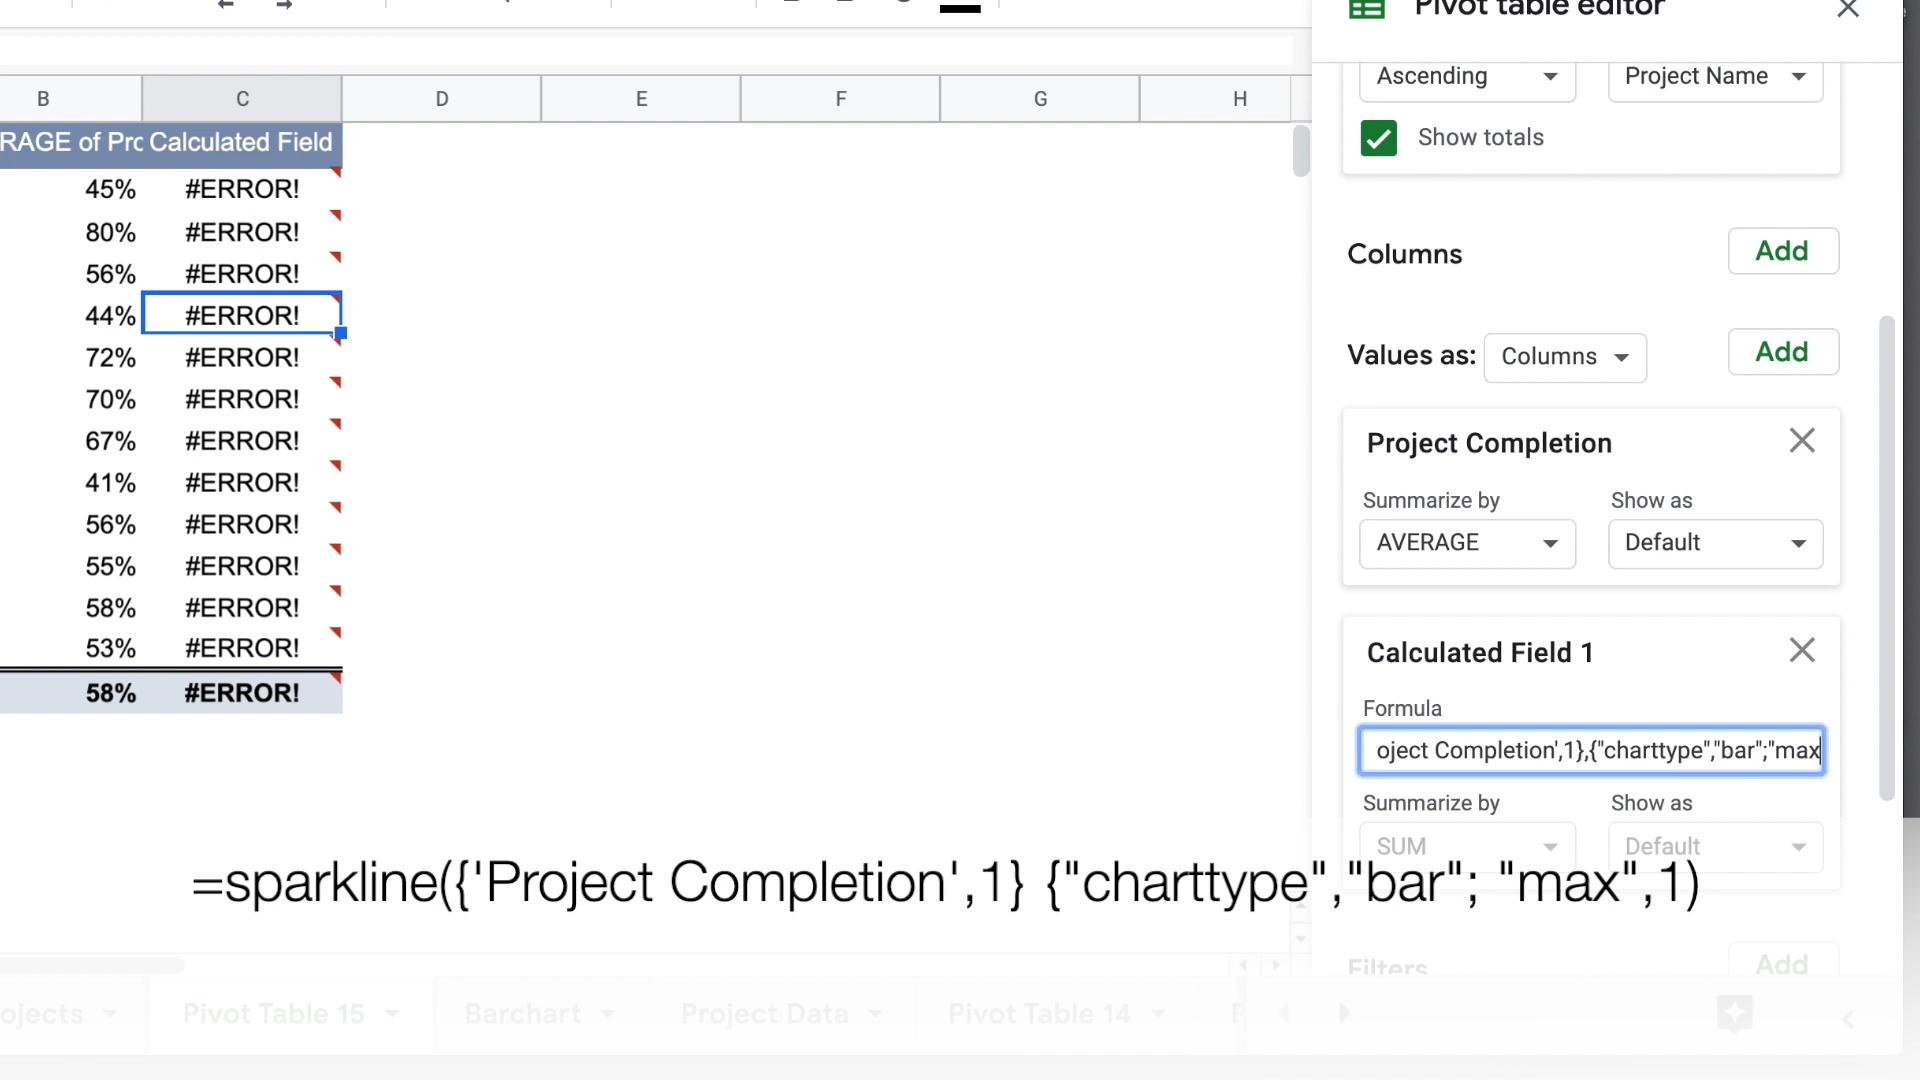 Pivot table editor
B C D E F G H
RAGE of Prc Calculated Field
45% #ERROR!
80% #ERROR!
56% #ERROR!
44% #ERROR!
72% #ERROR!
70% #ERROR!
67% #ERROR!
41% #ERROR!
56% #ERROR!
55% #ERROR!
58% #ERROR!
53% #ERROR!
58% #ERROR!
Ascending Project Name
Show totals
Columns Add
Values as: Columns Add
Project Completion
Summarize by Show as
AVERAGE Default
Calculated Field 1
Formula
oject Completion',1},{"charttype","bar";"max
Summarize by Show as
SUM Default
=sparkline({'Project Completion',1} {"charttype","bar"; "max",1)
Filters Add
ojects Pivot Table 15 Barchart Project Data Pivot Table 14